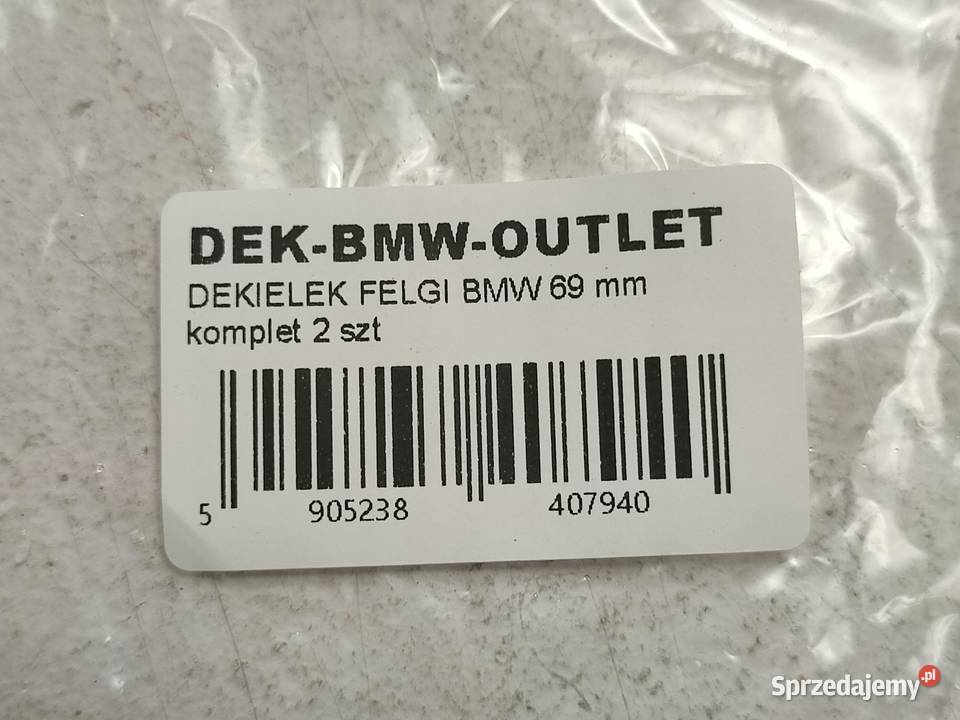 DEK-BMW-OUTLET
DEKIELEK FELGI BMW 69 mm
komplet 2 szt
5 905238 407940
Sprzedajemy.pl